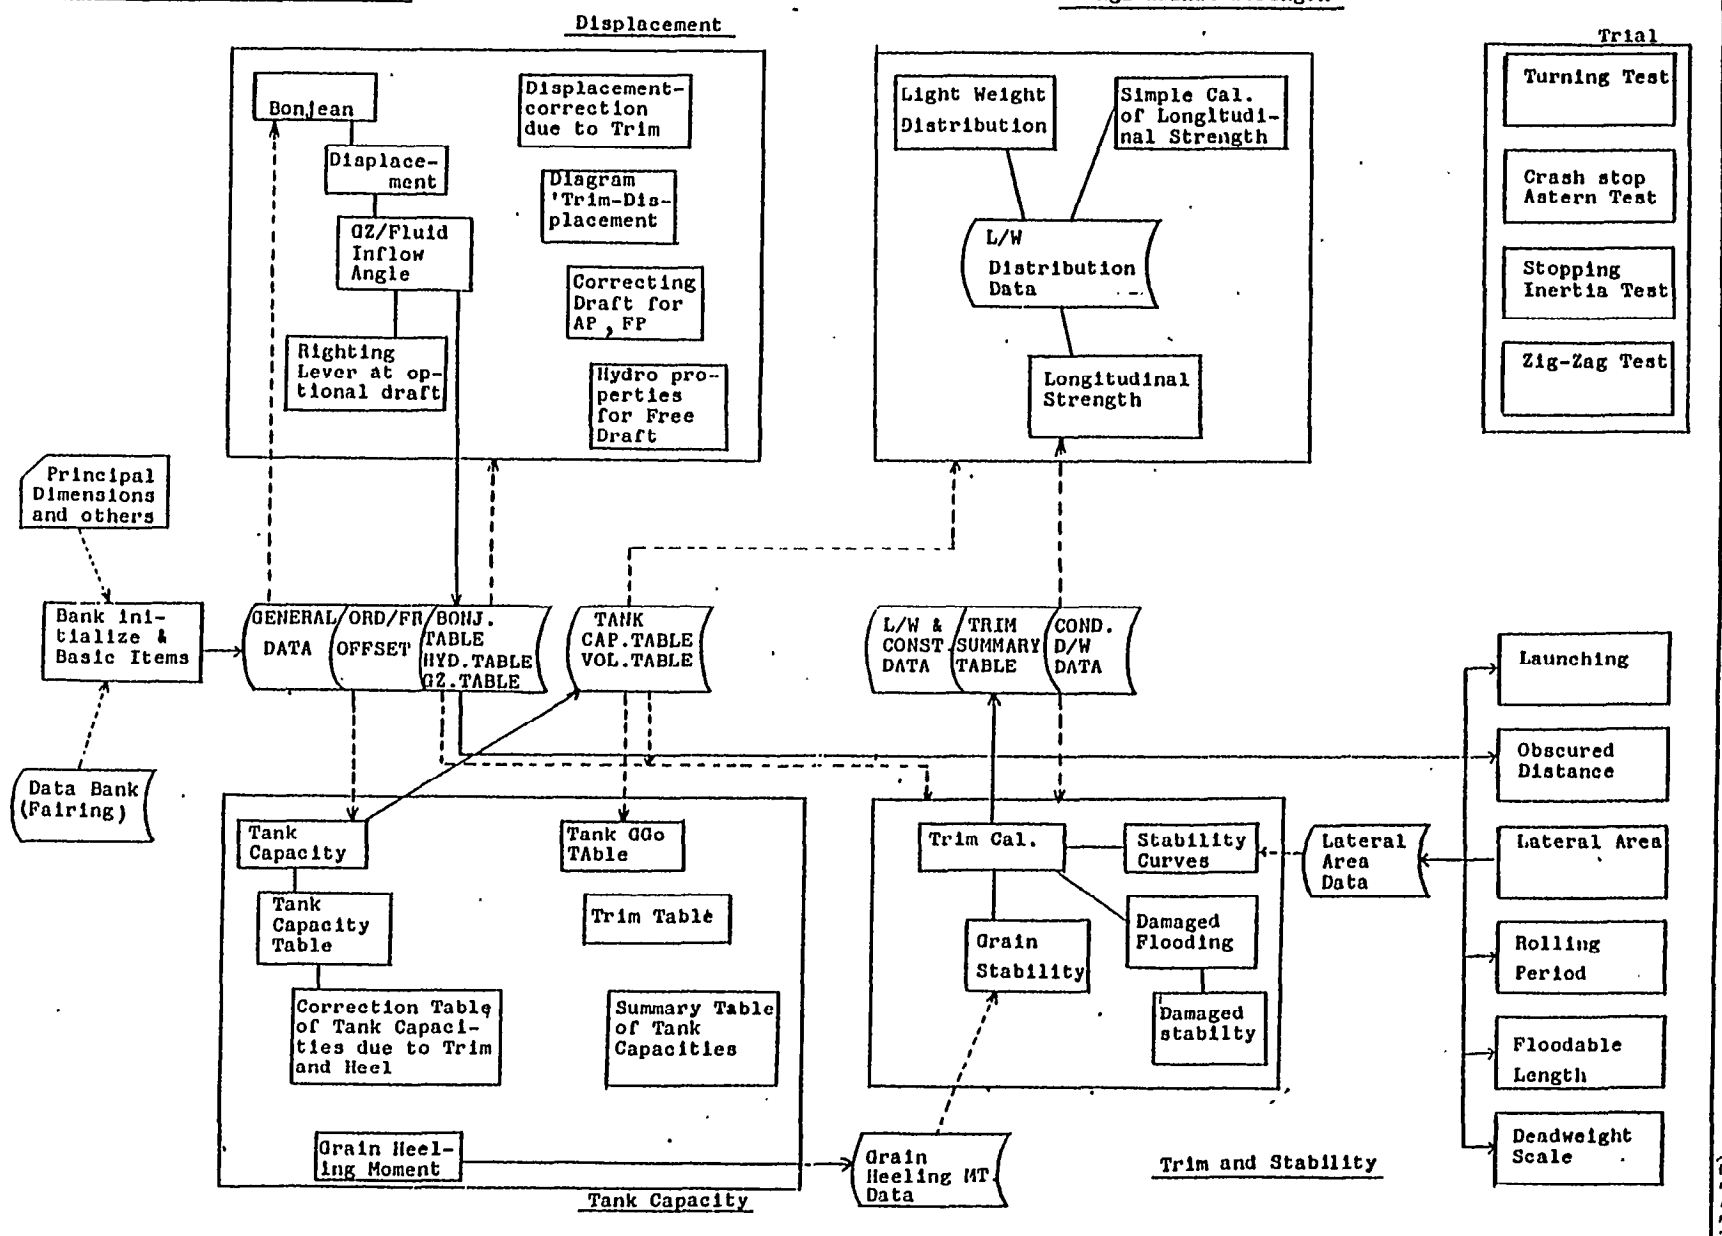 Displacement
Trial
Bonjean
Displace-
ment
GZ/Fluid
Inflow
Angle
Righting
Lever at op-
tional draft
Displacement-
correction
due to Trim
Diagram
'Trim-Dis-
placement
Correcting
Draft for
AP , FP
Hydro pro-
perties
for Free
Draft
Light Weight
Distribution
Simple Cal.
of Longitudi-
nal Strength
L/W
Distribution
Data
Longitudinal
Strength
Turning Test
Crash stop
Astern Test
Stopping
Inertia Test
Zig-Zag Test
Principal
Dimensions
and others
Bank ini-
tialize &
Basic Items
Data Bank
(Fairing)
GENERAL
DATA
ORD/FR
OFFSET
BONJ.
TABLE
HYD.TABLE
GZ.TABLE
TANK
CAP.TABLE
VOL.TABLE
L/W &
CONST.
DATA
TRIM
SUMMARY
TABLE
COND.
D/W
DATA
Tank
Capacity
Tank
Capacity
Table
Correction Table
of Tank Capaci-
ties due to Trim
and Heel
Grain Heel-
ing Moment
Tank GGo
TAble
Trim Table
Summary Table
of Tank
Capacities
Tank Capacity
Trim Cal.
Stability
Curves
Grain
Stability
Damaged
Flooding
Damaged
stabilty
Lateral
Area
Data
Grain
Heeling MT.
Data
Trim and Stability
Launching
Obscured
Distance
Lateral Area
Rolling
Period
Floodable
Length
Deadweight
Scale